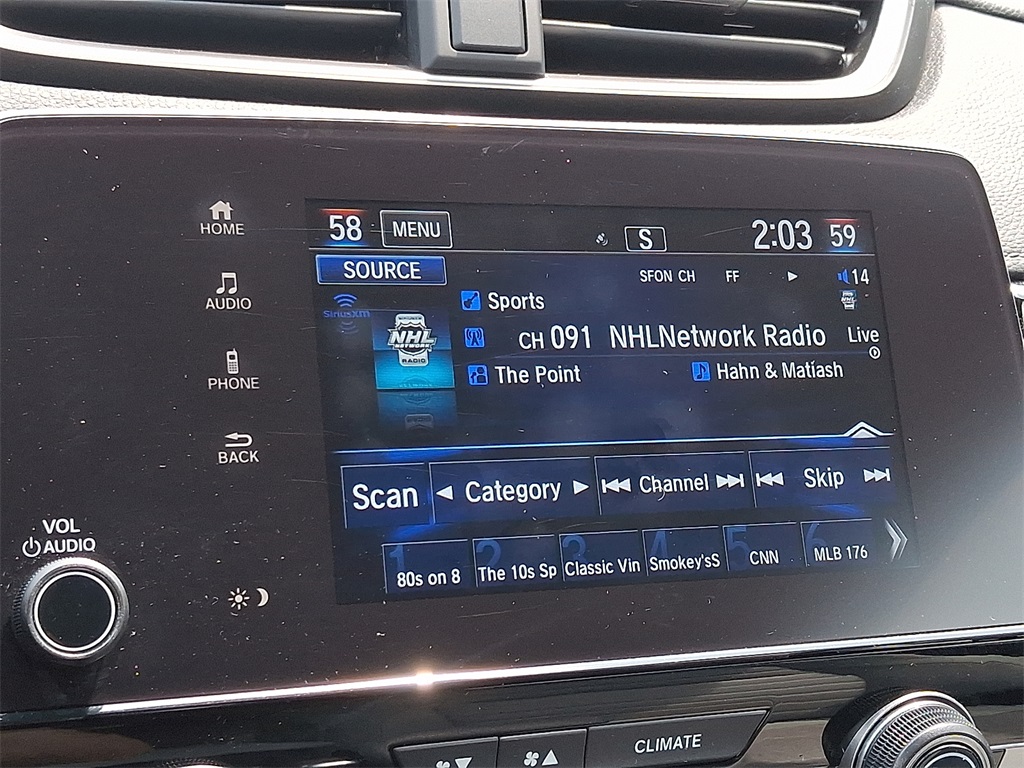 58 MENU S 2:03 59
HOME
SOURCE
SFON CH FF 14
AUDIO
SiriusXM
Sports
NHL
NETWORK
RADIO
CH 091 NHLNetwork Radio Live
The Point Hahn & Matiash
PHONE
BACK
Scan Category Channel Skip
VOL
AUDIO
1 80s on 8
2 The 10s Sp
3 Classic Vin
4 Smokey'sS
5 CNN
6 MLB 176
CLIMATE